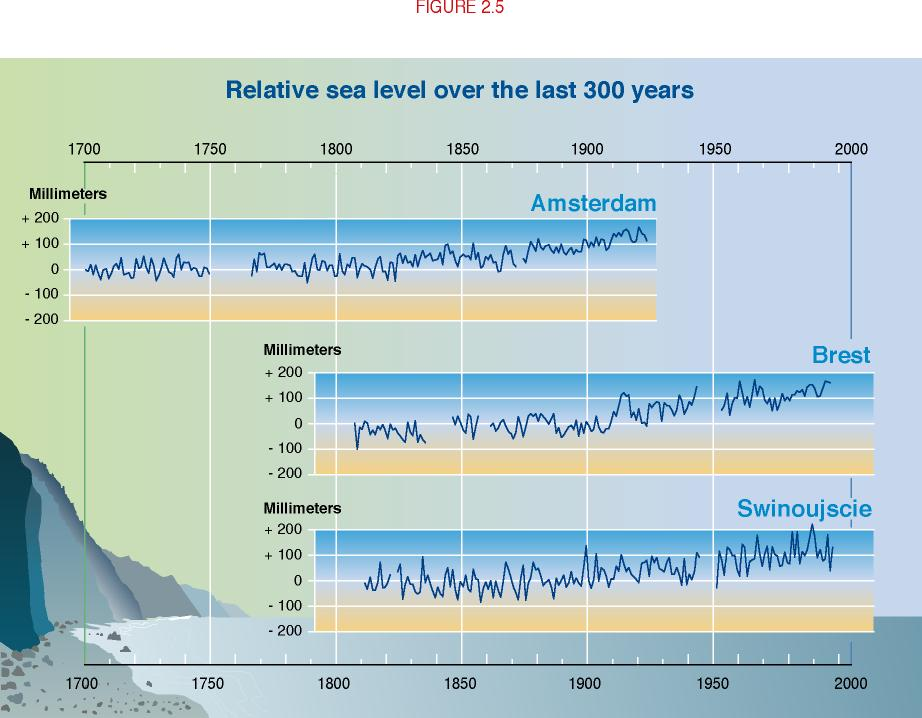 FIGURE 2.5
Relative sea level over the last 300 years
1700 1750 1800 1850 1900 1950 2000
Millimeters
Amsterdam
+ 200
+ 100
0
- 100
- 200
Millimeters
Brest
+ 200
+ 100
0
- 100
- 200
Millimeters
Swinoujscie
+ 200
+ 100
0
- 100
- 200
1700 1750 1800 1850 1900 1950 2000